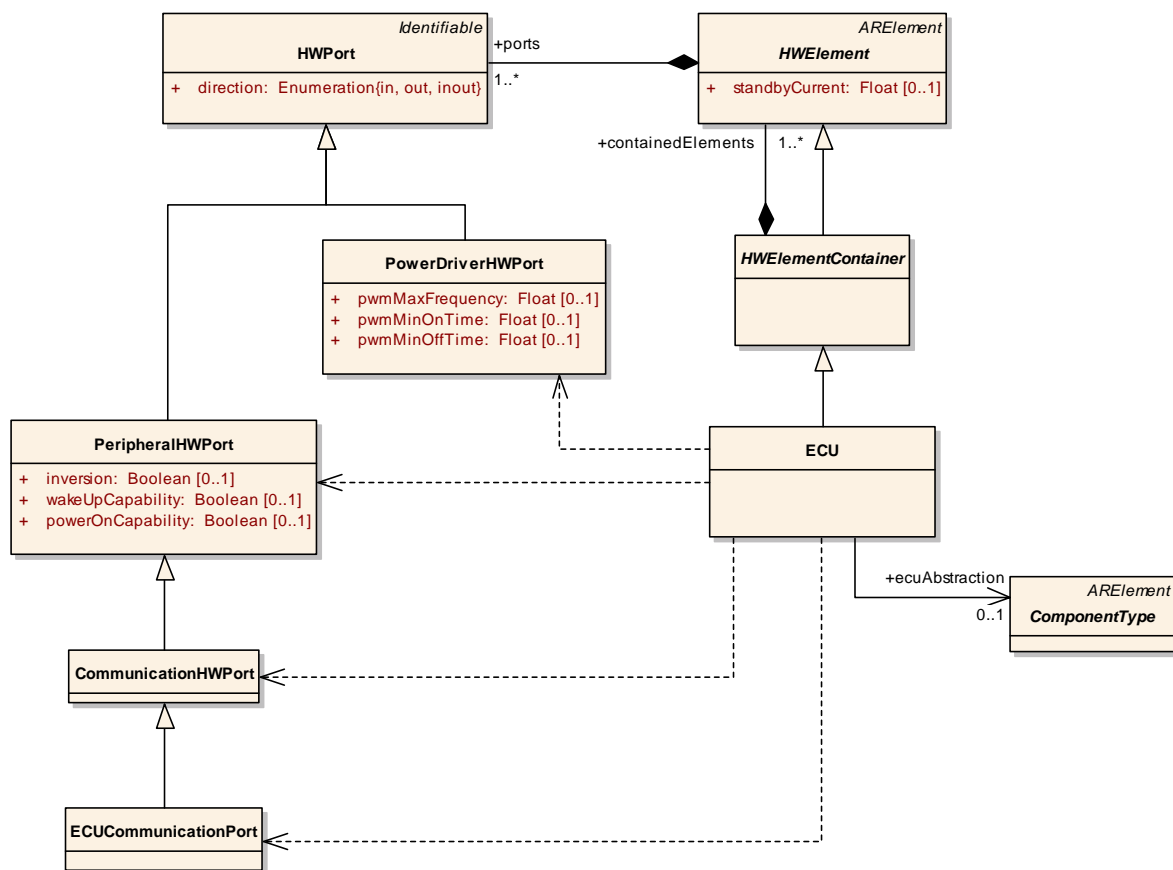 Identifiable
HWPort
+ direction: Enumeration{in, out, inout}
+ports
1..*
ARElement
HWElement
+ standbyCurrent: Float [0..1]
+containedElements
1..*
HWElementContainer
PowerDriverHWPort
+ pwmMaxFrequency: Float [0..1]
+ pwmMinOnTime: Float [0..1]
+ pwmMinOffTime: Float [0..1]
PeripheralHWPort
+ inversion: Boolean [0..1]
+ wakeUpCapability: Boolean [0..1]
+ powerOnCapability: Boolean [0..1]
ECU
+ecuAbstraction
0..1
ARElement
ComponentType
CommunicationHWPort
ECUCommunicationPort